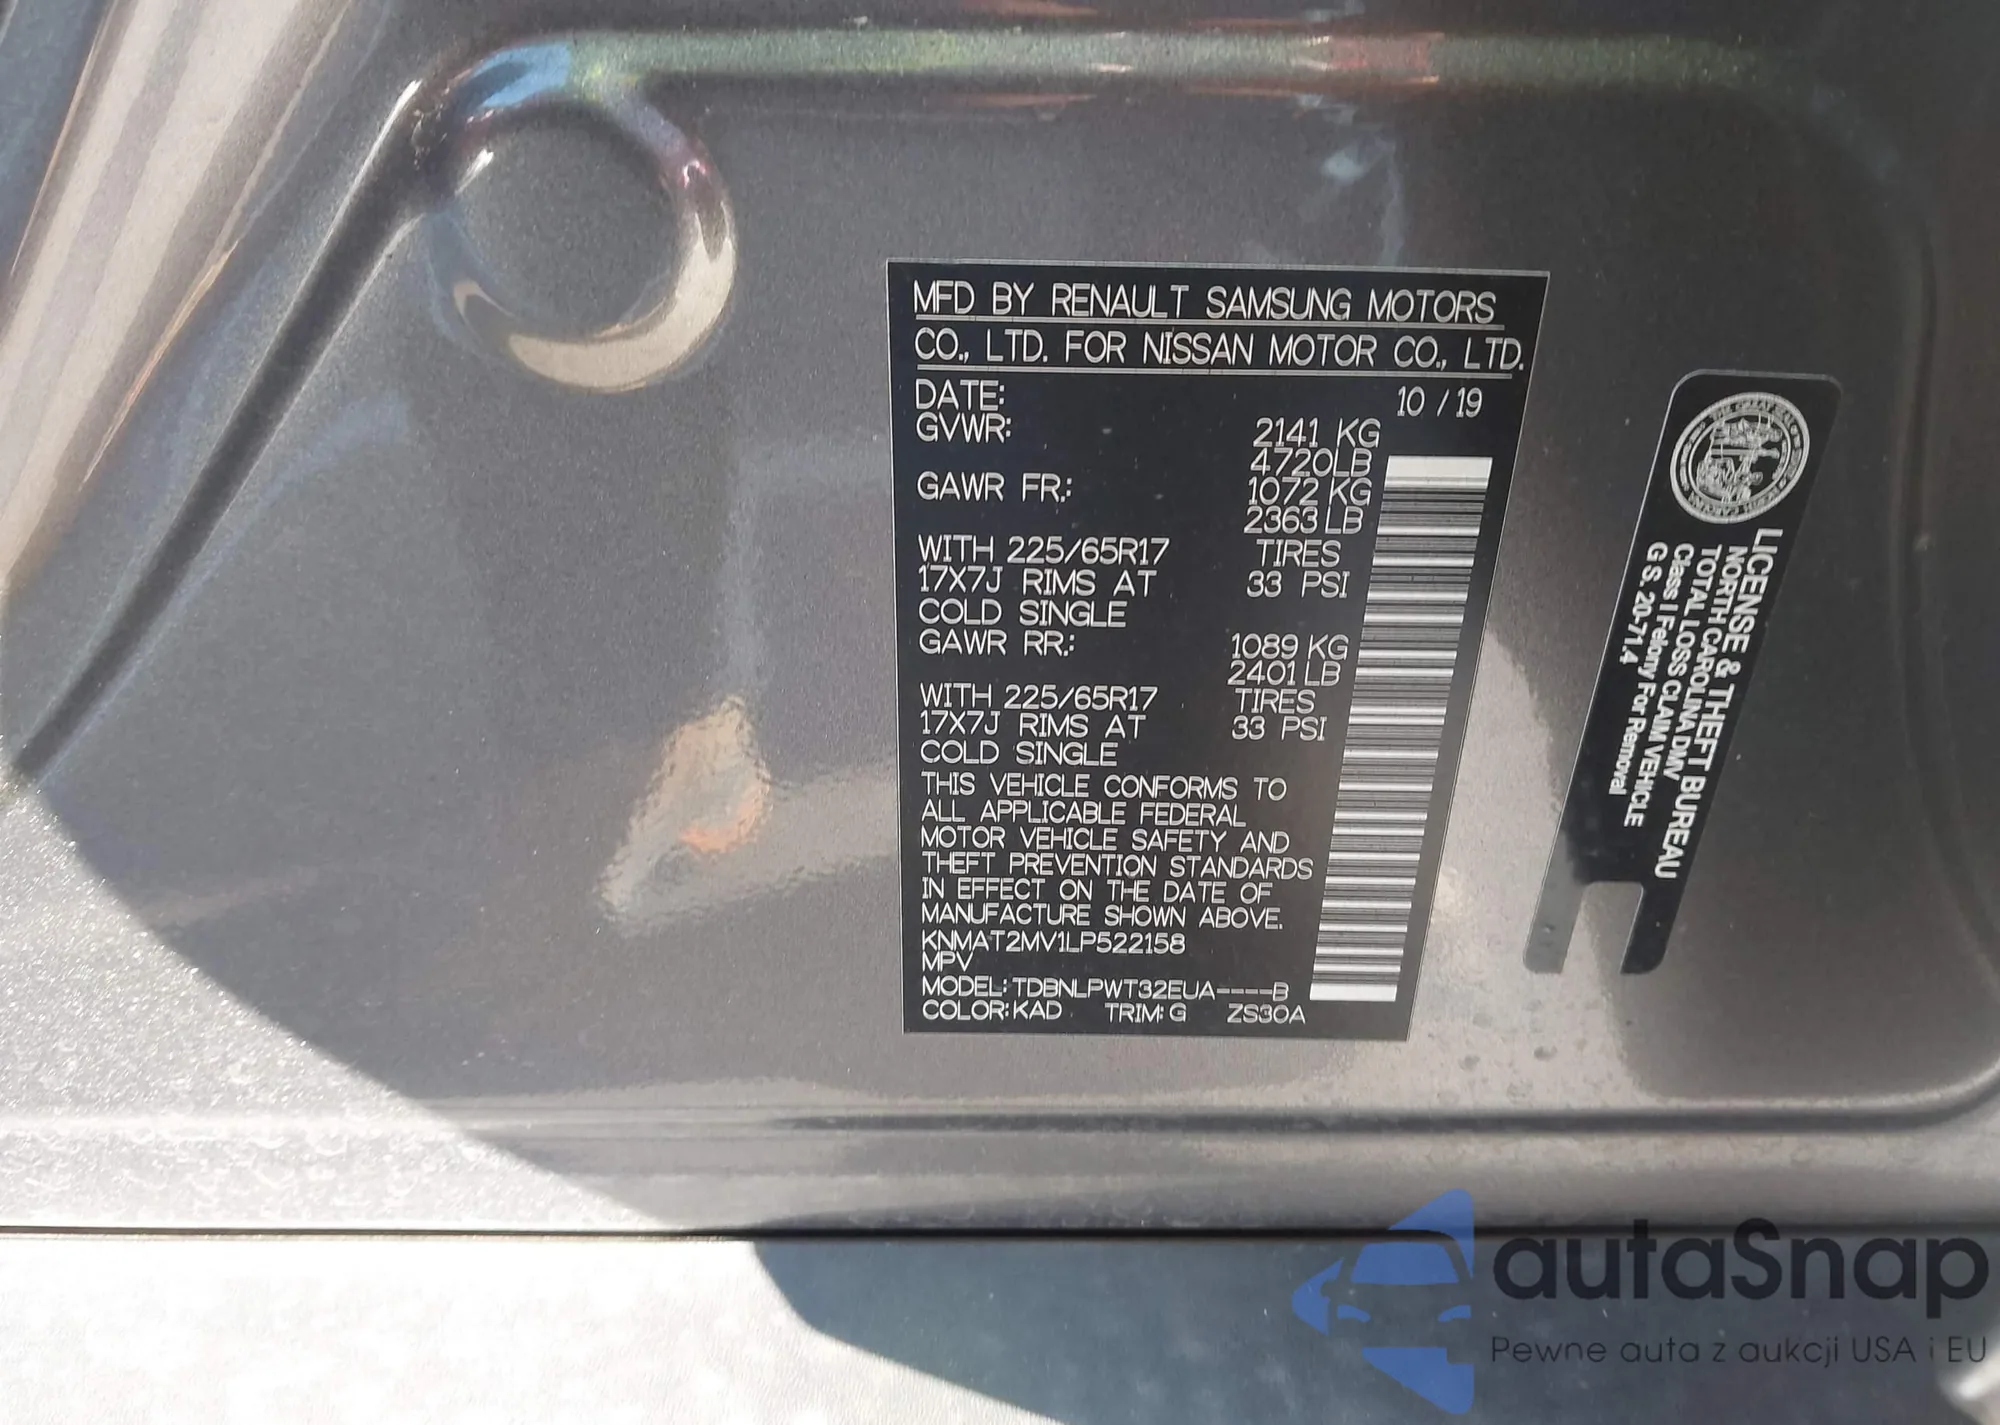 MFD BY RENAULT SAMSUNG MOTORS
CO., LTD. FOR NISSAN MOTOR CO., LTD.
DATE: 10 / 19
GVWR: 2141 KG
4720LB
GAWR FR.: 1072 KG
2363 LB
WITH 225/65R17 TIRES
17X7J RIMS AT 33 PSI
COLD SINGLE
GAWR RR.: 1089 KG
2401 LB
WITH 225/65R17 TIRES
17X7J RIMS AT 33 PSI
COLD SINGLE
THIS VEHICLE CONFORMS TO
ALL APPLICABLE FEDERAL
MOTOR VEHICLE SAFETY AND
THEFT PREVENTION STANDARDS
IN EFFECT ON THE DATE OF
MANUFACTURE SHOWN ABOVE.
KNMAT2MV1LP522158
MPV
MODEL: TDBNLPWT32EUA----B
COLOR: KAD TRIM: G ZS30A
LICENSE & THEFT BUREAU
NORTH CAROLINA DMV
TOTAL LOSS CLAIM VEHICLE
Class I Felony For Removal
G.S. 20-71.4
autaSnap
Pewne auta z aukcji USA i EU